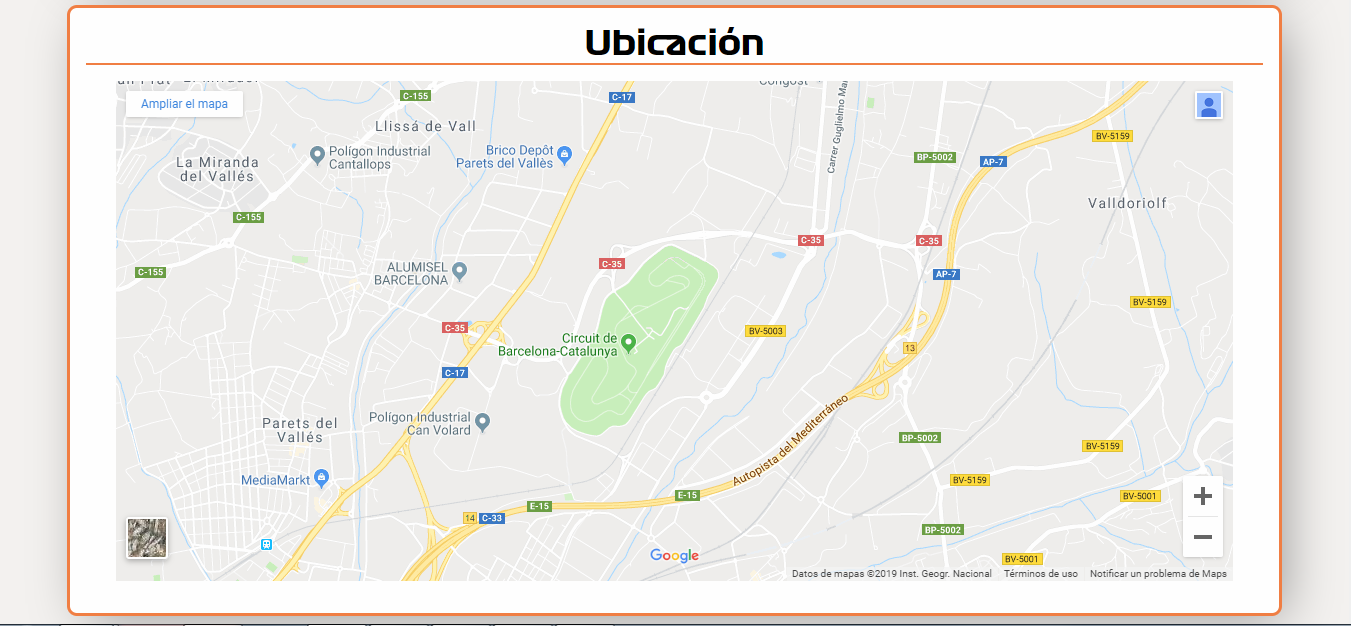 Ubicación
Ampliar el mapa
C-155
C-17
Congost
Carrer Guglielmo Ma
BV-5159
Llissá de Vall
La Miranda
del Vallés
Polígon Industrial
Cantallops
Brico Depôt
Parets del Vallès
BP-5002
AP-7
C-155
Valldoriolf
C-35
C-35
C-35
C-155
ALUMISEL
BARCELONA
AP-7
BV-5159
C-35
BV-5003
Circuit de
Barcelona-Catalunya
13
C-17
Polígon Industrial
Can Volard
Parets del
Vallés
Autopista del Mediterráneo
BP-5002
BV-5159
MediaMarkt
BV-5159
E-15
BV-5001
E-15
14
C-33
BP-5002
BV-5001
Google
Datos de mapas ©2019 Inst. Geogr. Nacional
Términos de uso
Notificar un problema de Maps